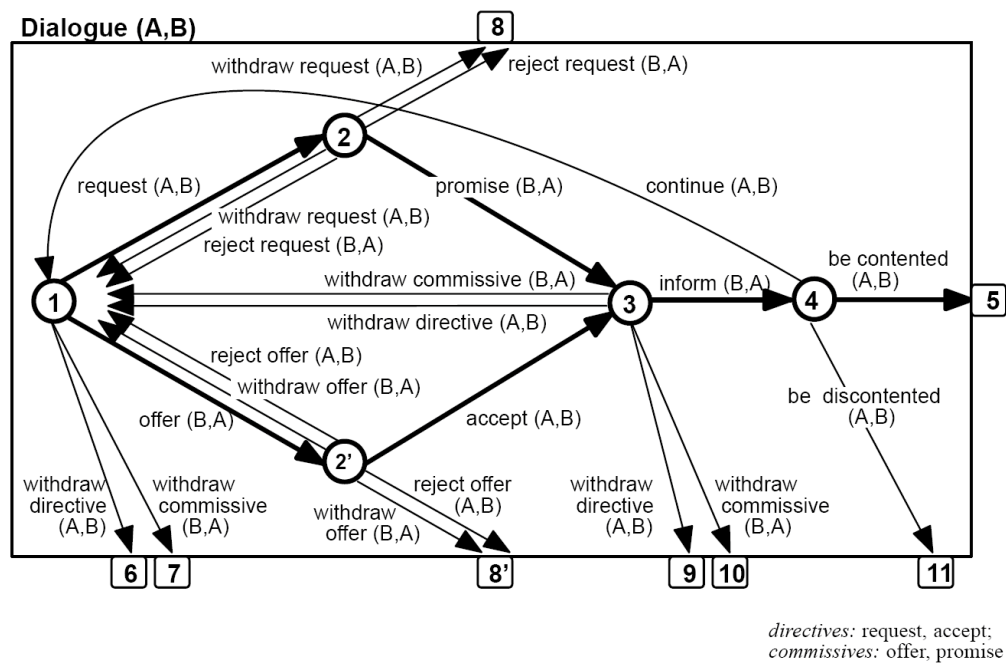 Dialogue (A,B)
8
withdraw request (A,B)
reject request (B,A)
2
request (A,B)
promise (B,A)
continue (A,B)
withdraw request (A,B)
reject request (B,A)
be contented
(A,B)
withdraw commissive (B,A)
inform (B,A)
1
3
4
5
withdraw directive (A,B)
reject offer (A,B)
withdraw offer (B,A)
offer (B,A)
accept (A,B)
be discontented
(A,B)
2’
withdraw
directive
(A,B)
withdraw
commissive
(B,A)
withdraw
offer (B,A)
reject offer
(A,B)
withdraw
directive
(A,B)
withdraw
commissive
(B,A)
6
7
8’
9
10
11
directives: request, accept;
commissives: offer, promise